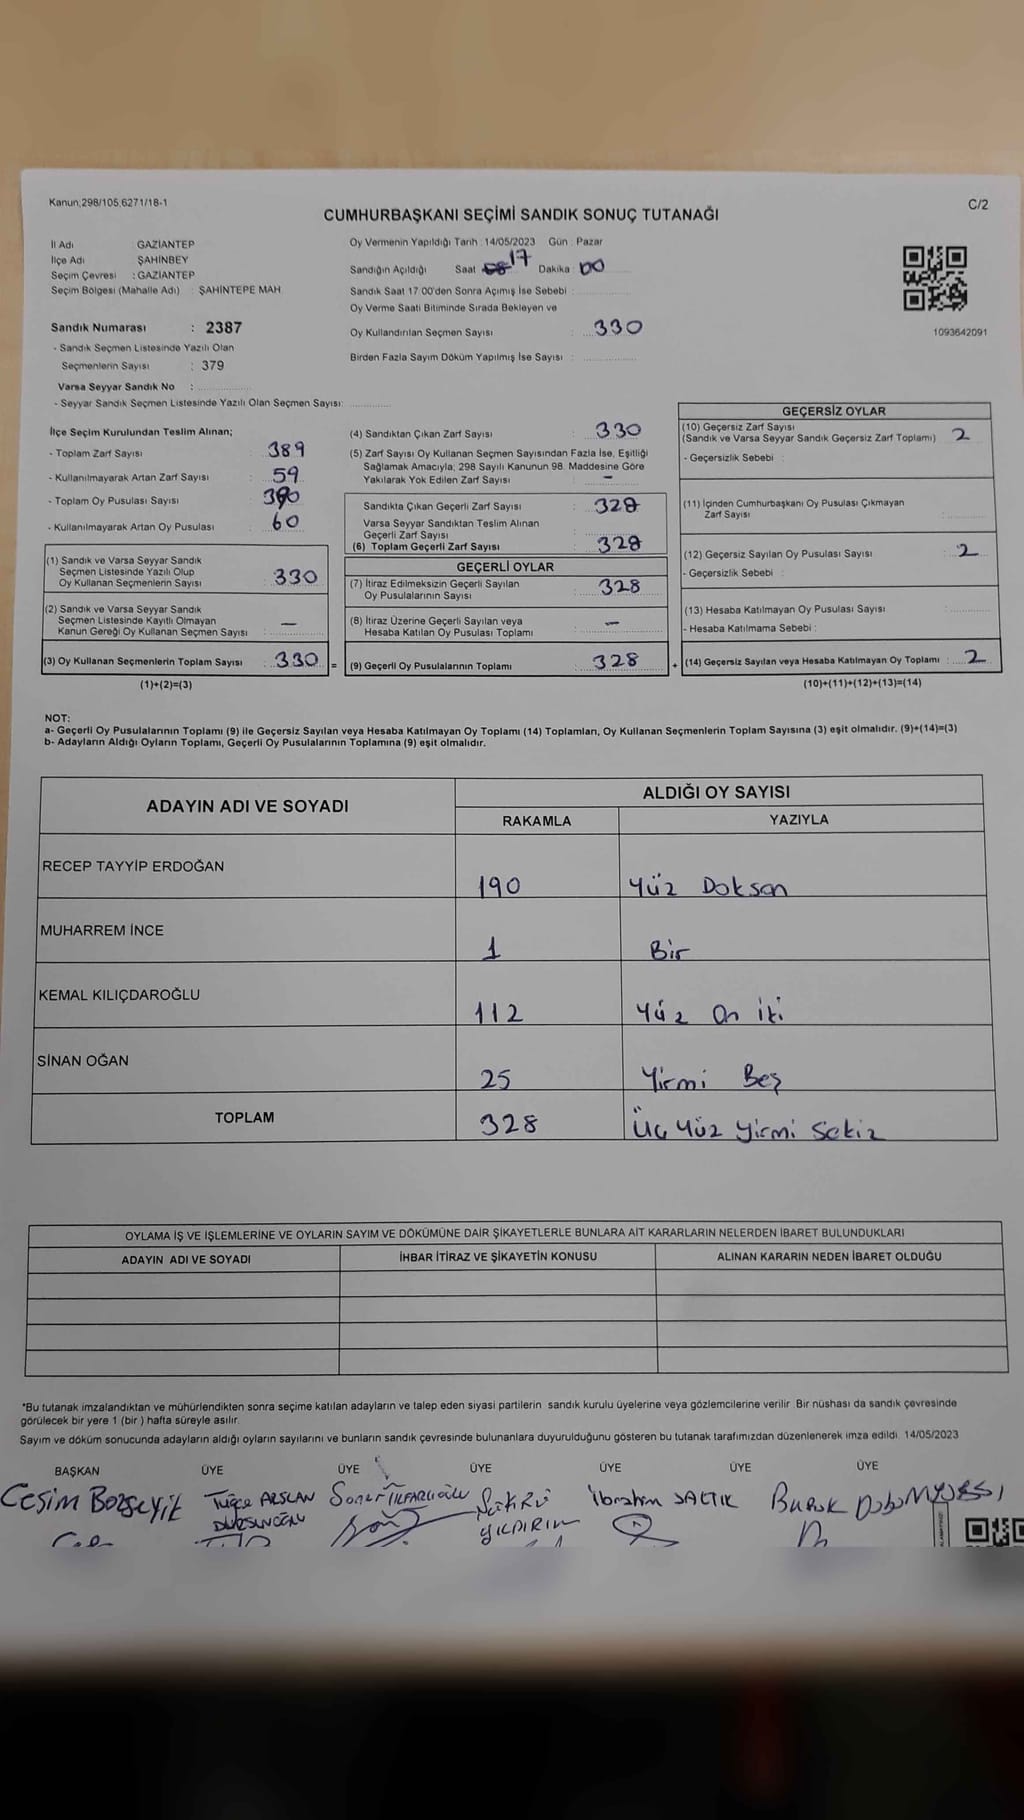 Kanun;298/105,6271/18-1
C/2
CUMHURBAŞKANI SEÇİMİ SANDIK SONUÇ TUTANAĞI
İl Adı : GAZİANTEP
İlçe Adı : ŞAHİNBEY
Seçim Çevresi : GAZİANTEP
Seçim Bölgesi (Mahalle Adı) : ŞAHİNTEPE MAH.
Sandık Numarası : 2387
- Sandık Seçmen Listesinde Yazılı Olan
Seçmenlerin Sayısı : 379
Varsa Seyyar Sandık No :
- Seyyar Sandık Seçmen Listesinde Yazılı Olan Seçmen Sayısı:
Oy Vermenin Yapıldığı Tarih : 14/05/2023 Gün : Pazar
Sandığın Açıldığı Saat 17 Dakika : 00
Sandık Saat 17:00'den Sonra Açımış İse Sebebi :
Oy Verme Saati Bitiminde Sırada Bekleyen ve
Oy Kullandırılan Seçmen Sayısı : 330
Birden Fazla Sayım Döküm Yapılmış İse Sayısı :
1093642091
İlçe Seçim Kurulundan Teslim Alınan;
- Toplam Zarf Sayısı : 389
- Kullanılmayarak Artan Zarf Sayısı : 59
- Toplam Oy Pusulası Sayısı : 390
- Kullanılmayarak Artan Oy Pusulası : 60
(1) Sandık ve Varsa Seyyar Sandık
Seçmen Listesinde Yazılı Olup
Oy Kullanan Seçmenlerin Sayısı : 330
(2) Sandık ve Varsa Seyyar Sandık
Seçmen Listesinde Kayıtlı Olmayan
Kanun Gereği Oy Kullanan Seçmen Sayısı : —
(3) Oy Kullanan Seçmenlerin Toplam Sayısı : 330 =
(1)+(2)=(3)
(4) Sandıktan Çıkan Zarf Sayısı : 330
(5) Zarf Sayısı Oy Kullanan Seçmen Sayısından Fazla İse, Eşitliği
Sağlamak Amacıyla; 298 Sayılı Kanunun 98. Maddesine Göre
Yakılarak Yok Edilen Zarf Sayısı : —
Sandıkta Çıkan Geçerli Zarf Sayısı : 328
Varsa Seyyar Sandıktan Teslim Alınan
Geçerli Zarf Sayısı
(6) Toplam Geçerli Zarf Sayısı : 328
GEÇERLİ OYLAR
(7) İtiraz Edilmeksizin Geçerli Sayılan
Oy Pusulalarının Sayısı : 328
(8) İtiraz Üzerine Geçerli Sayılan veya
Hesaba Katılan Oy Pusulası Toplamı : —
(9) Geçerli Oy Pusulalarının Toplamı : 328 +
GEÇERSİZ OYLAR
(10) Geçersiz Zarf Sayısı
(Sandık ve Varsa Seyyar Sandık Geçersiz Zarf Toplamı) : 2
- Geçersizlik Sebebi :
(11) İçinden Cumhurbaşkanı Oy Pusulası Çıkmayan
Zarf Sayısı :
(12) Geçersiz Sayılan Oy Pusulası Sayısı : 2
- Geçersizlik Sebebi :
(13) Hesaba Katılmayan Oy Pusulası Sayısı :
- Hesaba Katılmama Sebebi :
(14) Geçersiz Sayılan veya Hesaba Katılmayan Oy Toplamı : 2
(10)+(11)+(12)+(13)=(14)
NOT:
a- Geçerli Oy Pusulalarının Toplamı (9) ile Geçersiz Sayılan veya Hesaba Katılmayan Oy Toplamı (14) Toplamları, Oy Kullanan Seçmenlerin Toplam Sayısına (3) eşit olmalıdır. (9)+(14)=(3)
b- Adayların Aldığı Oyların Toplamı, Geçerli Oy Pusulalarının Toplamına (9) eşit olmalıdır.
ADAYIN ADI VE SOYADI
ALDIĞI OY SAYISI
RAKAMLA YAZIYLA
RECEP TAYYİP ERDOĞAN 190 Yüz Doksan
MUHARREM İNCE 1 Bir
KEMAL KILIÇDAROĞLU 112 Yüz On iki
SİNAN OĞAN 25 Yirmi Beş
TOPLAM 328 Üç Yüz Yirmi Sekiz
OYLAMA İŞ VE İŞLEMLERİNE VE OYLARIN SAYIM VE DÖKÜMÜNE DAİR ŞİKAYETLERLE BUNLARA AİT KARARLARIN NELERDEN İBARET BULUNDUKLARI
ADAYIN ADI VE SOYADI İHBAR İTİRAZ VE ŞİKAYETİN KONUSU ALINAN KARARIN NEDEN İBARET OLDUĞU
*Bu tutanak imzalandıktan ve mühürlendikten sonra seçime katılan adayların ve talep eden siyasi partilerin sandık kurulu üyelerine veya gözlemcilerine verilir. Bir nüshası da sandık çevresinde
görülecek bir yere 1 (bir ) hafta süreyle asılır.
Sayım ve döküm sonucunda adayların aldığı oyların sayılarını ve bunların sandık çevresinde bulunanlara duyurulduğunu gösteren bu tutanak tarafımızdan düzenlenerek imza edildi. 14/05/2023
BAŞKAN ÜYE ÜYE ÜYE ÜYE ÜYE ÜYE
Tuğçe ARSLAN
DURSUNOĞLU
Soner
YILDIRIM
İbrahim SALTIK
Burak